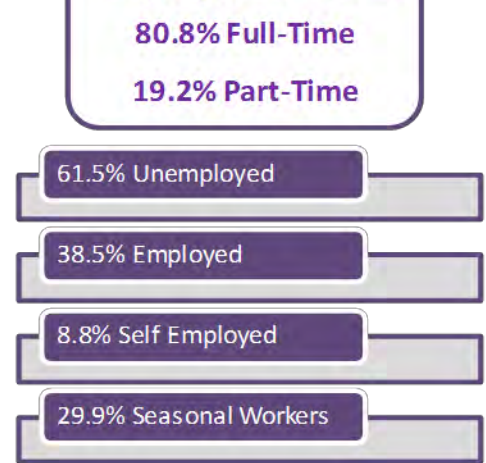 80.8% Full-Time
19.2% Part-Time
61.5% Unemployed
38.5% Employed
8.8% Self Employed
29.9% Seasonal Workers